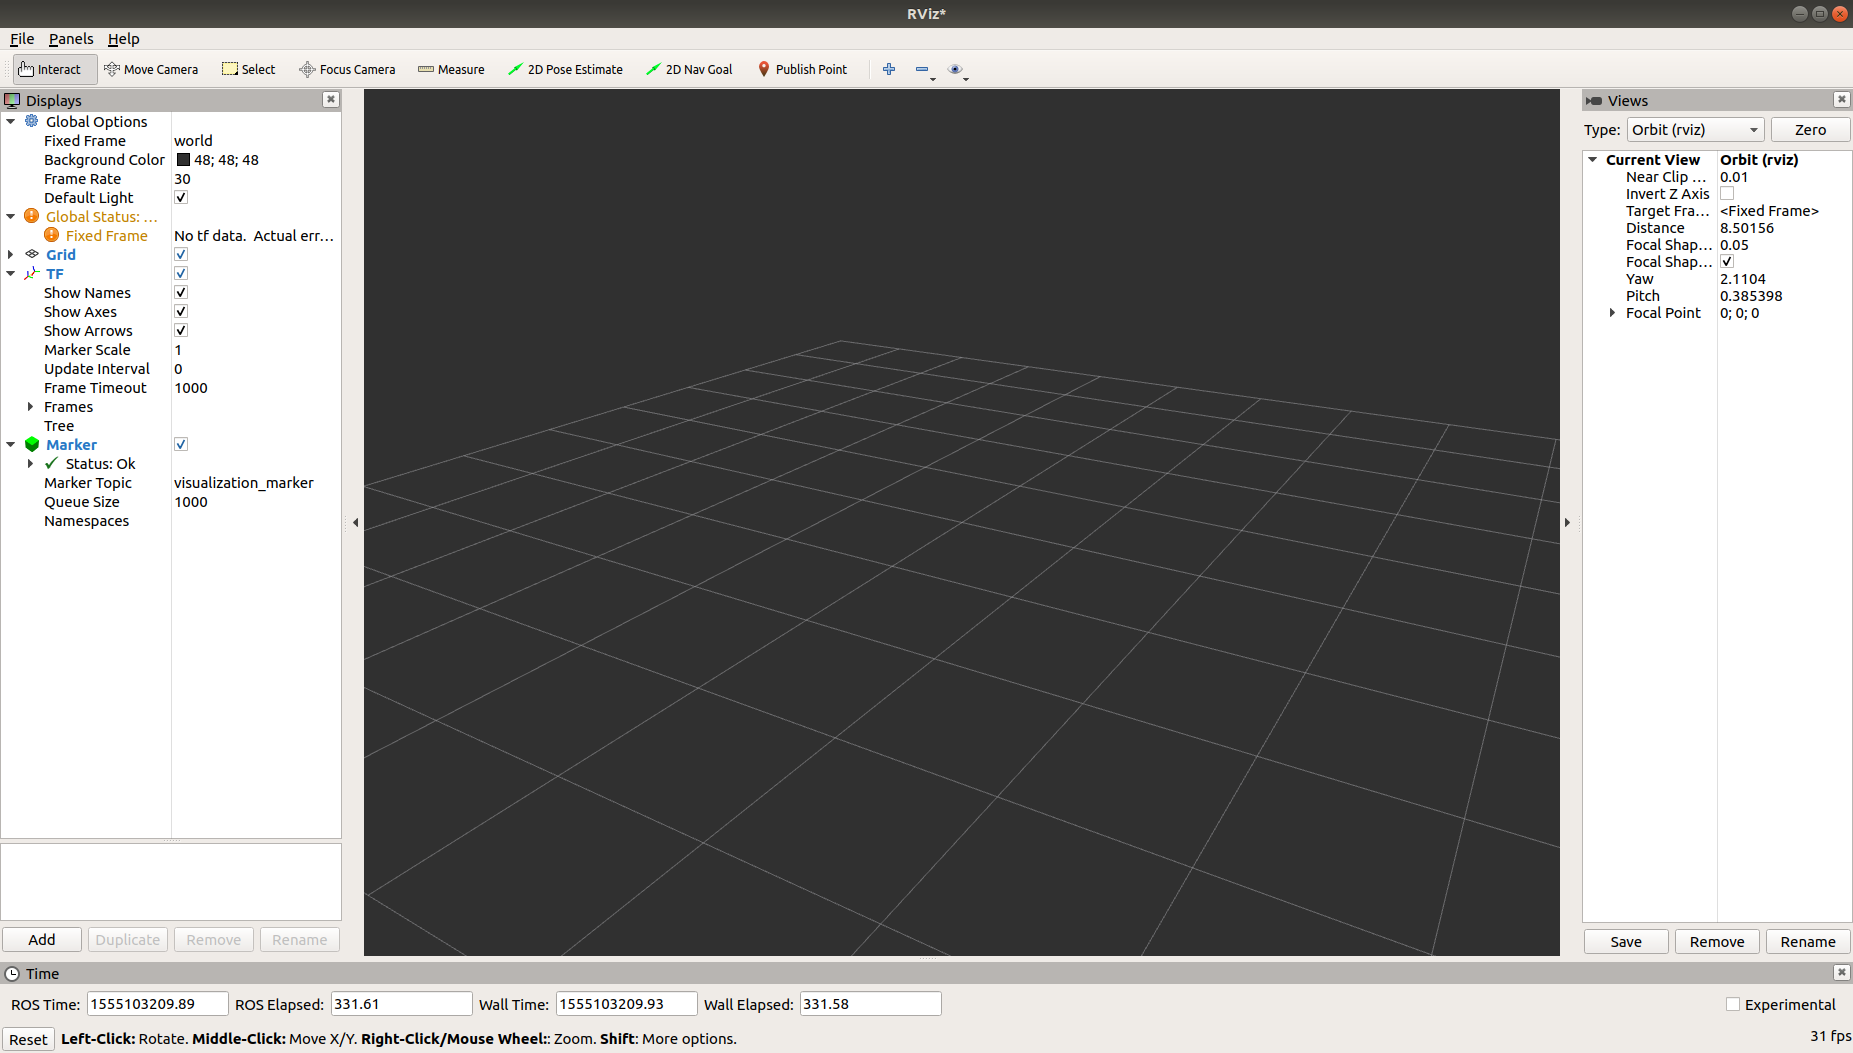 RViz*
File Panels Help
Interact Move Camera Select Focus Camera Measure 2D Pose Estimate 2D Nav Goal Publish Point
Displays
Global Options
Fixed Frame world
Background Color 48; 48; 48
Frame Rate 30
Default Light
Global Status: ...
Fixed Frame No tf data. Actual err...
Grid
TF
Show Names
Show Axes
Show Arrows
Marker Scale 1
Update Interval 0
Frame Timeout 1000
Frames
Tree
Marker
Status: Ok
Marker Topic visualization_marker
Queue Size 1000
Namespaces
Add Duplicate Remove Rename
Views
Type: Orbit (rviz) Zero
Current View Orbit (rviz)
Near Clip ... 0.01
Invert Z Axis
Target Fra... <Fixed Frame>
Distance 8.50156
Focal Shap... 0.05
Focal Shap...
Yaw 2.1104
Pitch 0.385398
Focal Point 0; 0; 0
Save Remove Rename
Time
ROS Time: 1555103209.89 ROS Elapsed: 331.61 Wall Time: 1555103209.93 Wall Elapsed: 331.58 Experimental
Reset Left-Click: Rotate. Middle-Click: Move X/Y. Right-Click/Mouse Wheel:: Zoom. Shift: More options. 31 fps